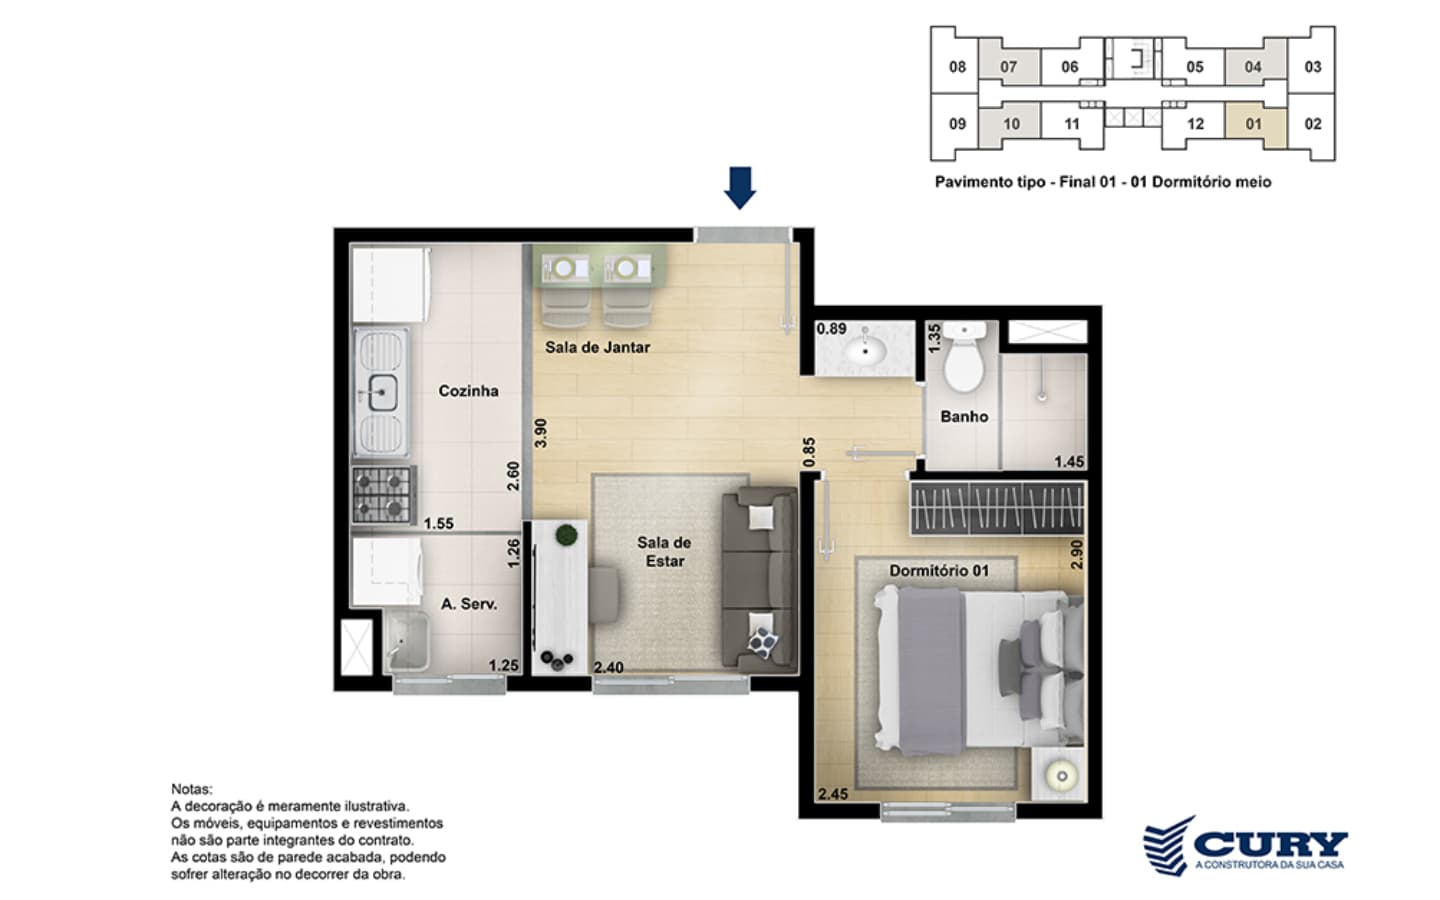 08 07 06 05 04 03
09 10 11 12 01 02
Pavimento tipo - Final 01 - 01 Dormitório meio
Sala de Jantar
0.89
1.35
Cozinha
Banho
3.90
0.85
1.45
2.60
1.55
1.26
Sala de
Estar
2.90
Dormitório 01
A. Serv.
1.25
2.40
2.45
Notas:
A decoração é meramente ilustrativa.
Os móveis, equipamentos e revestimentos
não são parte integrantes do contrato.
As cotas são de parede acabada, podendo
sofrer alteração no decorrer da obra.
CURY
A CONSTRUTORA DA SUA CASA